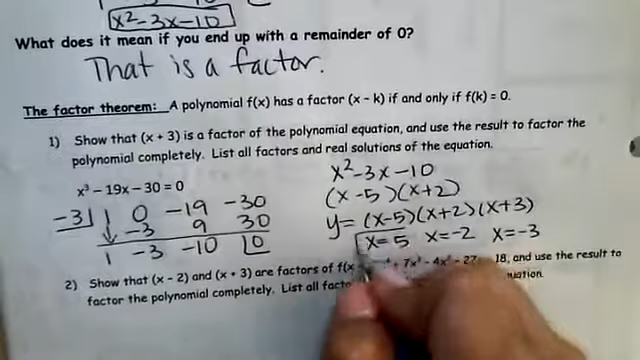 x²-3x-10
What does it mean if you end up with a remainder of 0?
That is a factor.
The factor theorem: A polynomial f(x) has a factor (x - k) if and only if f(k) = 0.
1) Show that (x + 3) is a factor of the polynomial equation, and use the result to factor the
polynomial completely. List all factors and real solutions of the equation.
x³ – 19x – 30 = 0
-3| 1 0 -19 -30
-3 9 30
1 -3 -10 |0
x²-3x-10
(x-5)(x+2)
y=(x-5)(x+2)(x+3)
x=5 x=-2 x=-3
2) Show that (x – 2) and (x + 3) are factors of f(x + 7x³ – 4x² – 27 18, and use the result to
factor the polynomial completely. List all